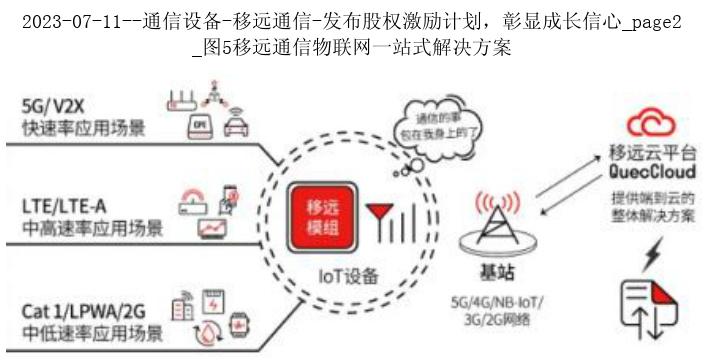 2023-07-11--通信设备-移远通信-发布股权激励计划，彰显成长信心_page2
_图5移远通信物联网一站式解决方案
5G/V2X
快速率应用场景
CPE
LTE/LTE-A
中高速率应用场景
Cat 1/LPWA/2G
中低速率应用场景
移远
模组
IoT设备
通信的事
包在我身上的了
基站
5G/4G/NB-IoT/
3G/2G网络
移远云平台
QuecCloud
提供端到云的
整体解决方案